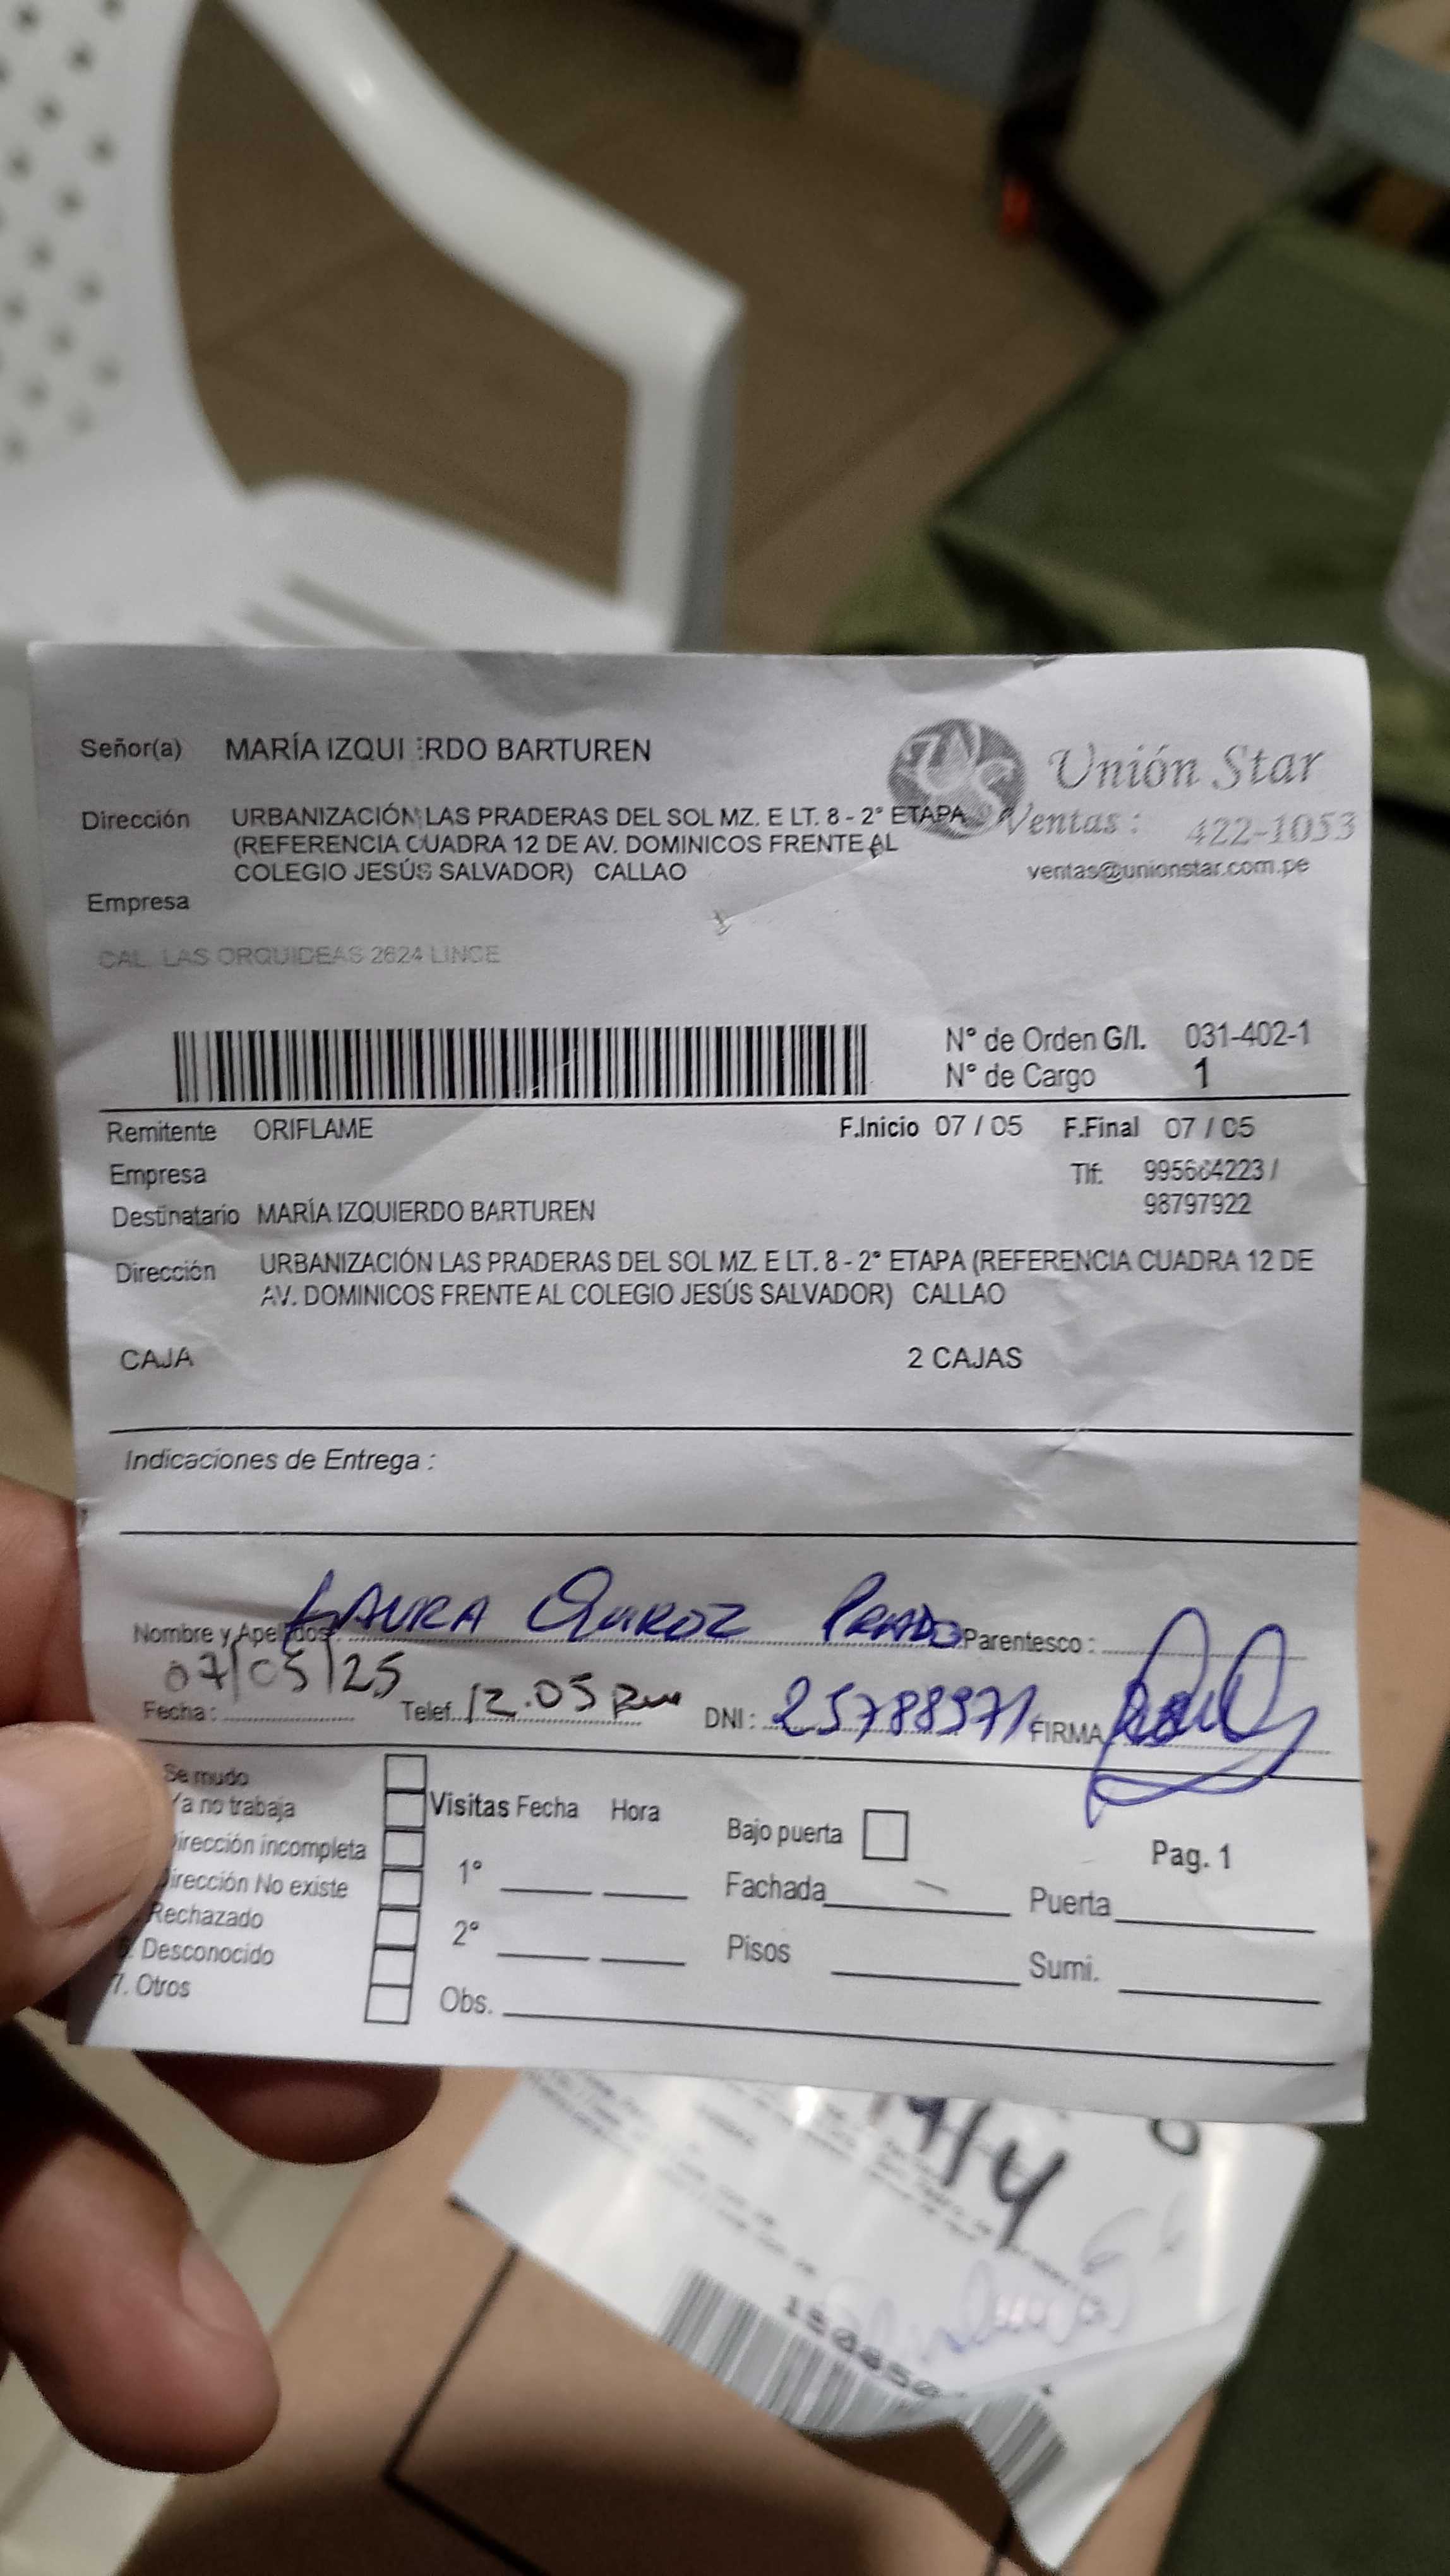 Señor(a) MARÍA IZQUI ERDO BARTUREN
Unión Star
Dirección URBANIZACIÓN LAS PRADERAS DEL SOL MZ. E LT. 8 - 2° ETAPA
Ventas : 422-1053
(REFERENCIA CUADRA 12 DE AV. DOMINICOS FRENTE AL
COLEGIO JESÚS SALVADOR) CALLAO
ventas@unionstar.com.pe
Empresa
CAL. LAS ORQUIDEAS 2624 LINCE
N° de Orden G/I. 031-402-1
N° de Cargo 1
Remitente ORIFLAME F.Inicio 07 / 05 F.Final 07 / 05
Empresa Tlf: 995664223 /
98797922
Destinatario MARÍA IZQUIERDO BARTUREN
Dirección URBANIZACIÓN LAS PRADERAS DEL SOL MZ. E LT. 8 - 2° ETAPA (REFERENCIA CUADRA 12 DE
AV. DOMINICOS FRENTE AL COLEGIO JESÚS SALVADOR) CALLAO
CAJA 2 CAJAS
Indicaciones de Entrega :
Nombre y Apellidos: LAURA QUIROZ PRADO Parentesco :
Fecha: 07/05/25 Telef. 12.05 pm DNI: 25788971 FIRMA
Se mudo
Ya no trabaja Visitas Fecha Hora Bajo puerta Pag. 1
Dirección incompleta
Dirección No existe 1° Fachada Puerta
Rechazado
Desconocido 2° Pisos Sumi.
7. Otros Obs.